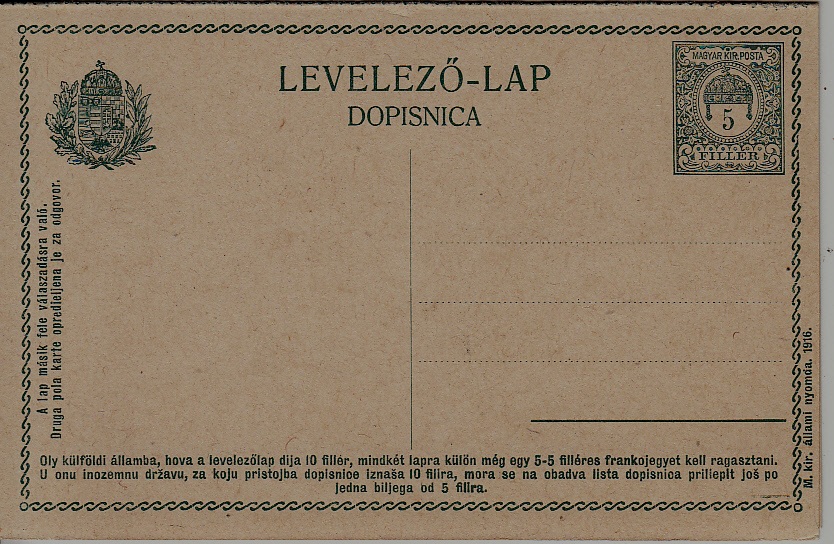 LEVELEZŐ-LAP
DOPISNICA
MAGYAR KIR. POSTA
5
FILLÉR
A lap másik fele válaszadásra való.
Druga pola karte opredieljena je za odgovor.
Oly külföldi államba, hova a levelezőlap dija 10 fillér, mindkét lapra külön még egy 5-5 filléres frankojegyet kell ragasztani.
U onu inozemnu državu, za koju pristojba dopisnice iznaša 10 filira, mora se na obadva lista dopisnica priliepit još po
jedna biljega od 5 filira.
M. kir. állami nyomda. 1916.